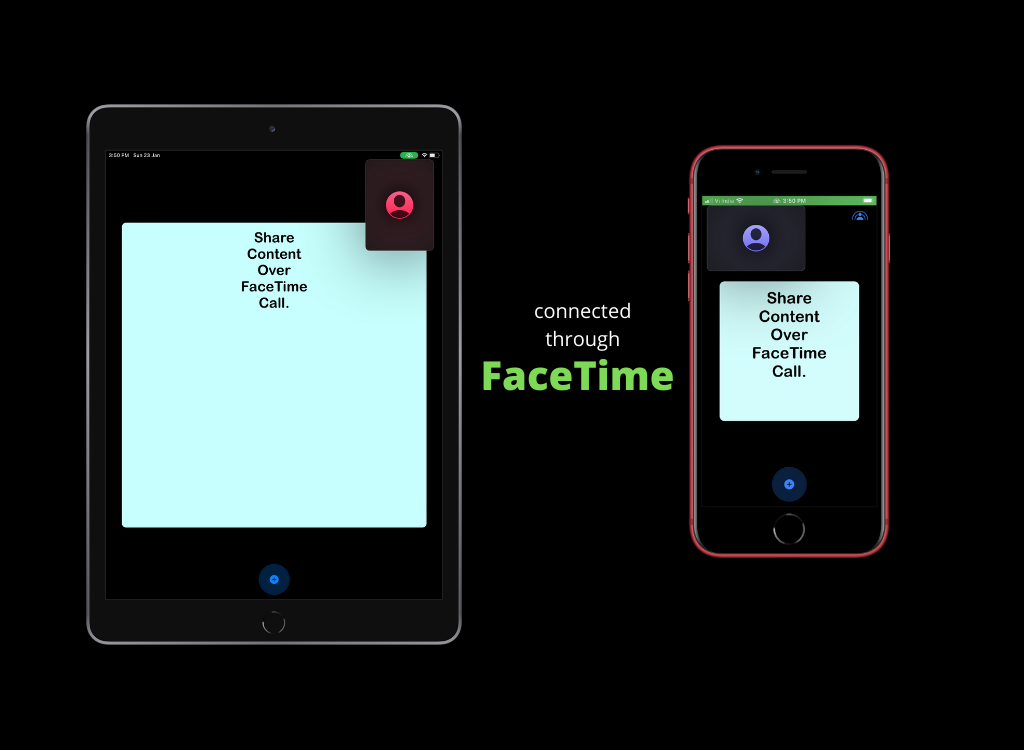 3:50 PM Sun 23 Jan
Share
Content
Over
FaceTime
Call.
connected
through
FaceTime
Vi India 3:50 PM
Share
Content
Over
FaceTime
Call.